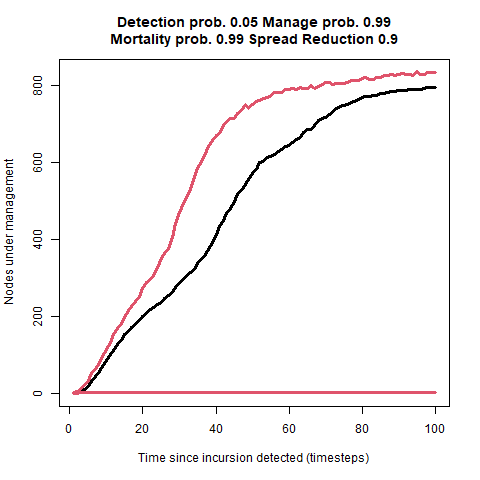 Detection prob. 0.05 Manage prob. 0.99
Mortality prob. 0.99 Spread Reduction 0.9
Nodes under management
800
600
400
200
0
0 20 40 60 80 100
Time since incursion detected (timesteps)